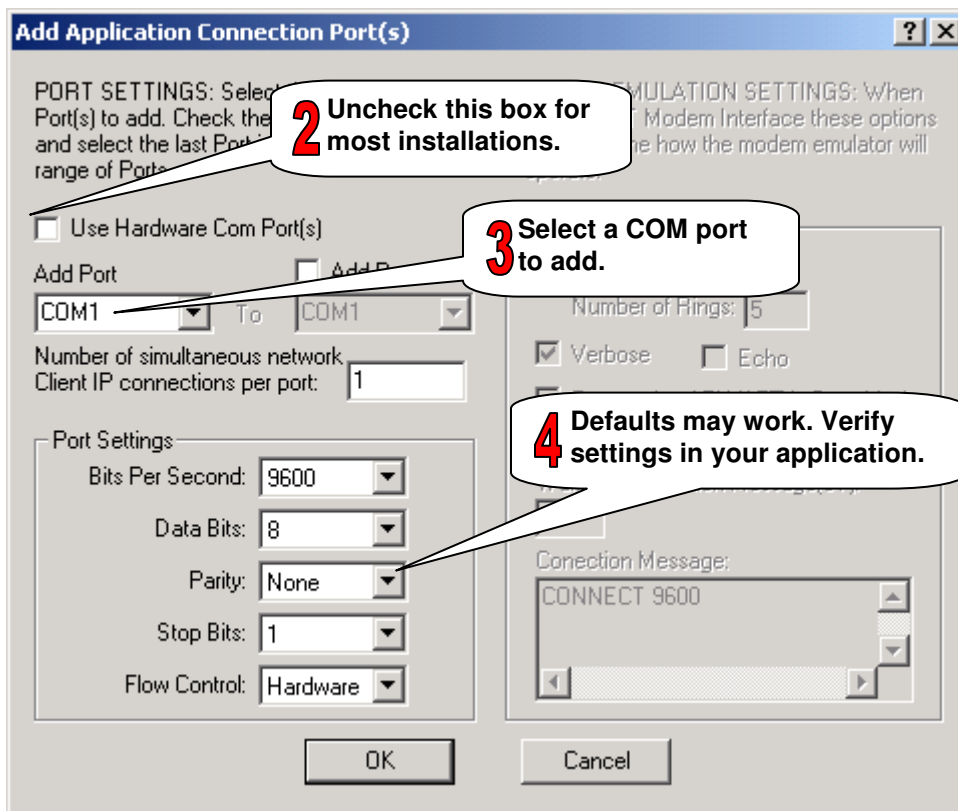 Add Application Connection Port(s)
PORT SETTINGS: Select
Port(s) to add. Check the
and select the last Port
range of Ports
2 Uncheck this box for
most installations.
EMULATION SETTINGS: When
Modem Interface these options
how the modem emulator will
Use Hardware Com Port(s)
3 Select a COM port
to add.
Add Port
Add
COM1
To
COM1
Number of Rings: 5
Number of simultaneous network
Client IP connections per port: 1
Verbose
Echo
4 Defaults may work. Verify
settings in your application.
Port Settings
Bits Per Second: 9600
Data Bits: 8
Parity: None
Stop Bits: 1
Flow Control: Hardware
Conection Message:
CONNECT 9600
OK
Cancel